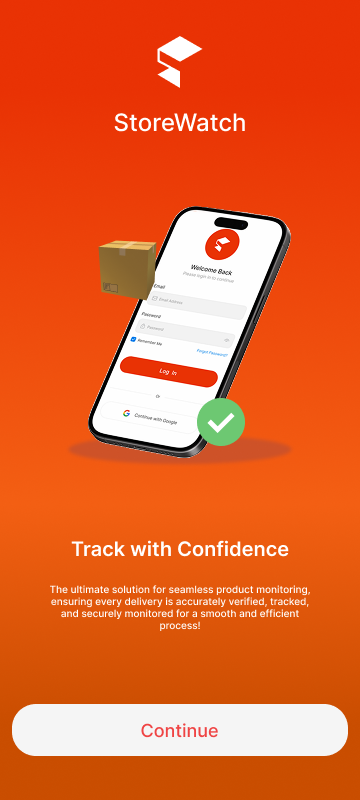 StoreWatch
Welcome Back
Please login in to continue
Email
Email Address
Password
Password
Remember Me
Forgot Password?
Log in
Or
Continue with Google
Track with Confidence
The ultimate solution for seamless product monitoring,
ensuring every delivery is accurately verified, tracked,
and securely monitored for a smooth and efficient
process!
Continue